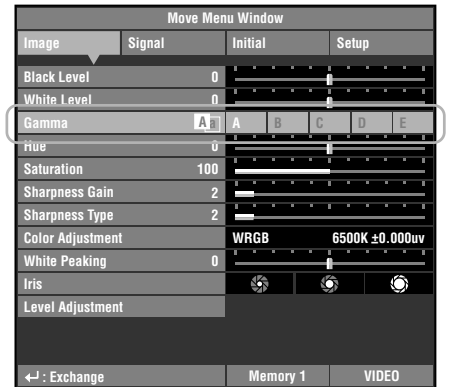 Move Menu Window
Image Signal Initial Setup
Black Level 0
White Level 0
Gamma Aa A B C D E
Hue 0
Saturation 100
Sharpness Gain 2
Sharpness Type 2
Color Adjustment WRGB 6500K ±0.000uv
White Peaking 0
Iris
Level Adjustment
↵ : Exchange Memory 1 VIDEO